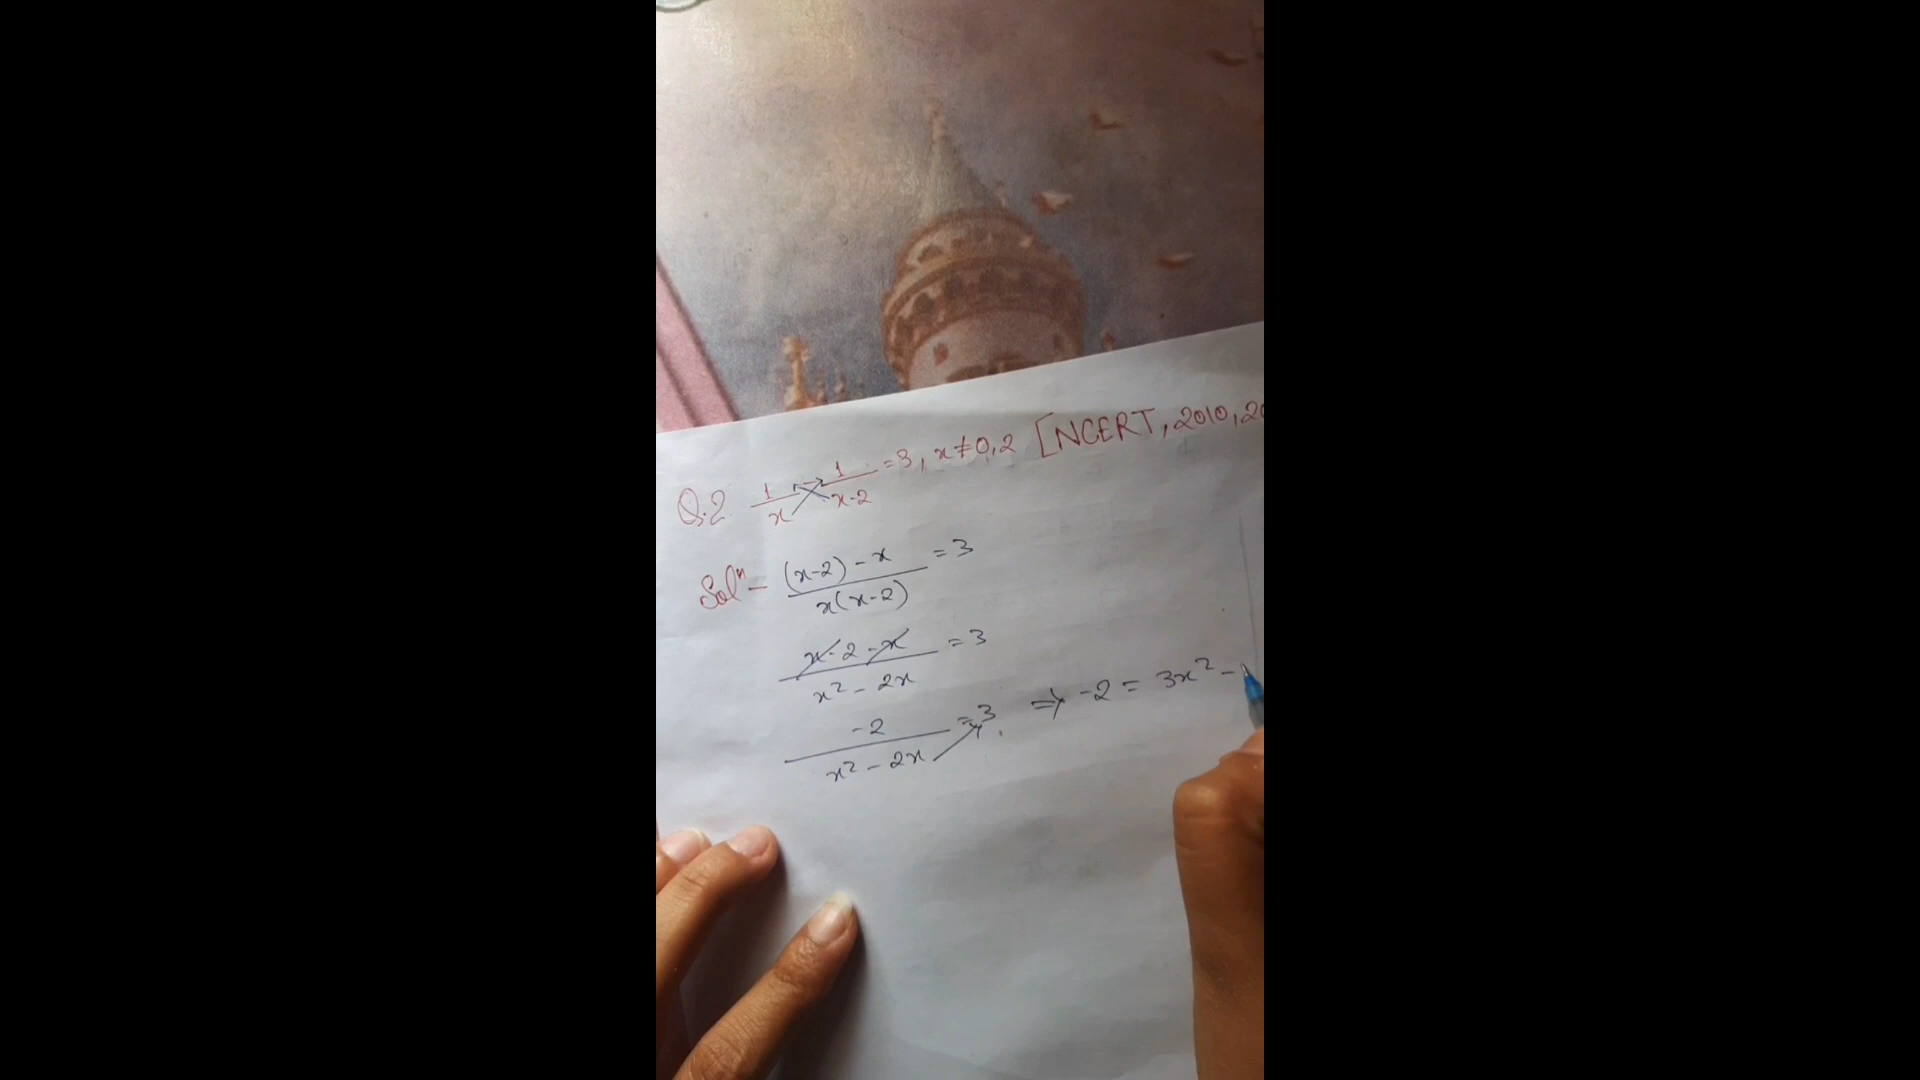 Q.2 1/x - 1/x-2 = 3, x≠0,2 [NCERT, 2010, 20
Solⁿ - (x-2) - x / x(x-2) = 3
x - 2 - x / x² - 2x = 3
-2 / x² - 2x = 3 ⇒ -2 = 3x² -